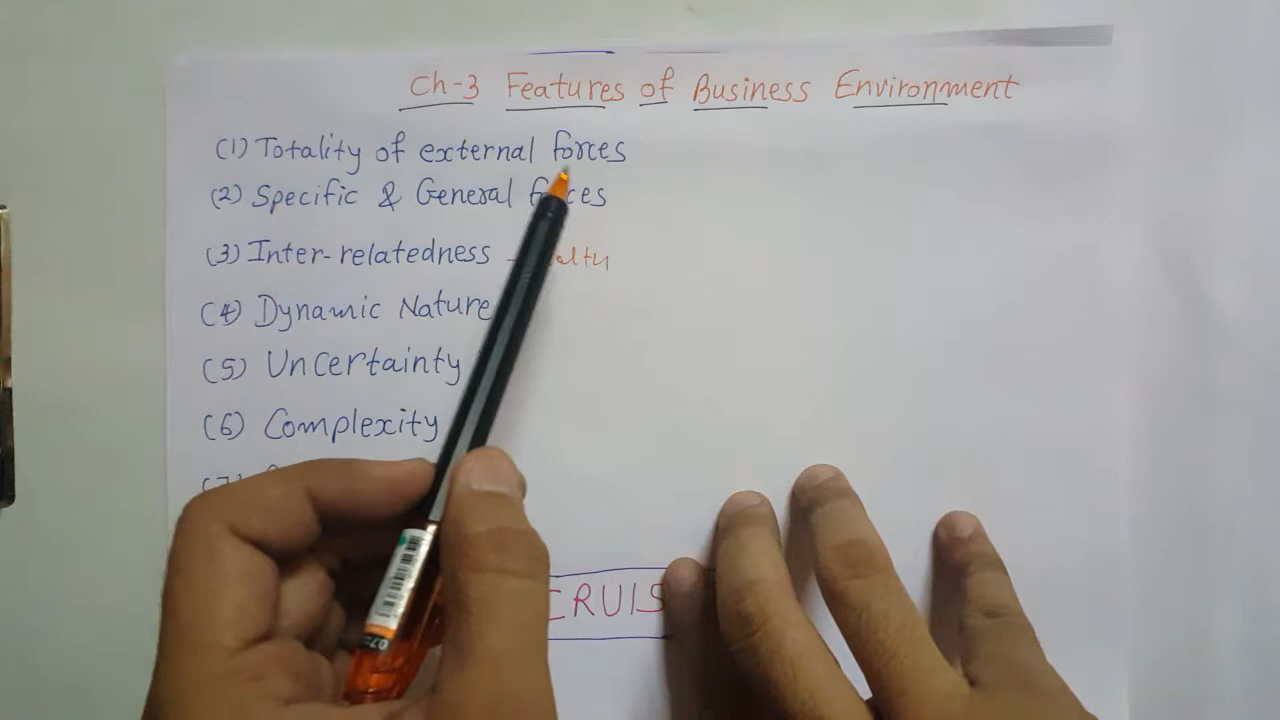 Ch-3 Features of Business Environment
(1) Totality of external forces
(2) Specific & General forces
(3) Inter-relatedness -
(4) Dynamic Nature
(5) Uncertainty
(6) Complexity
(7)